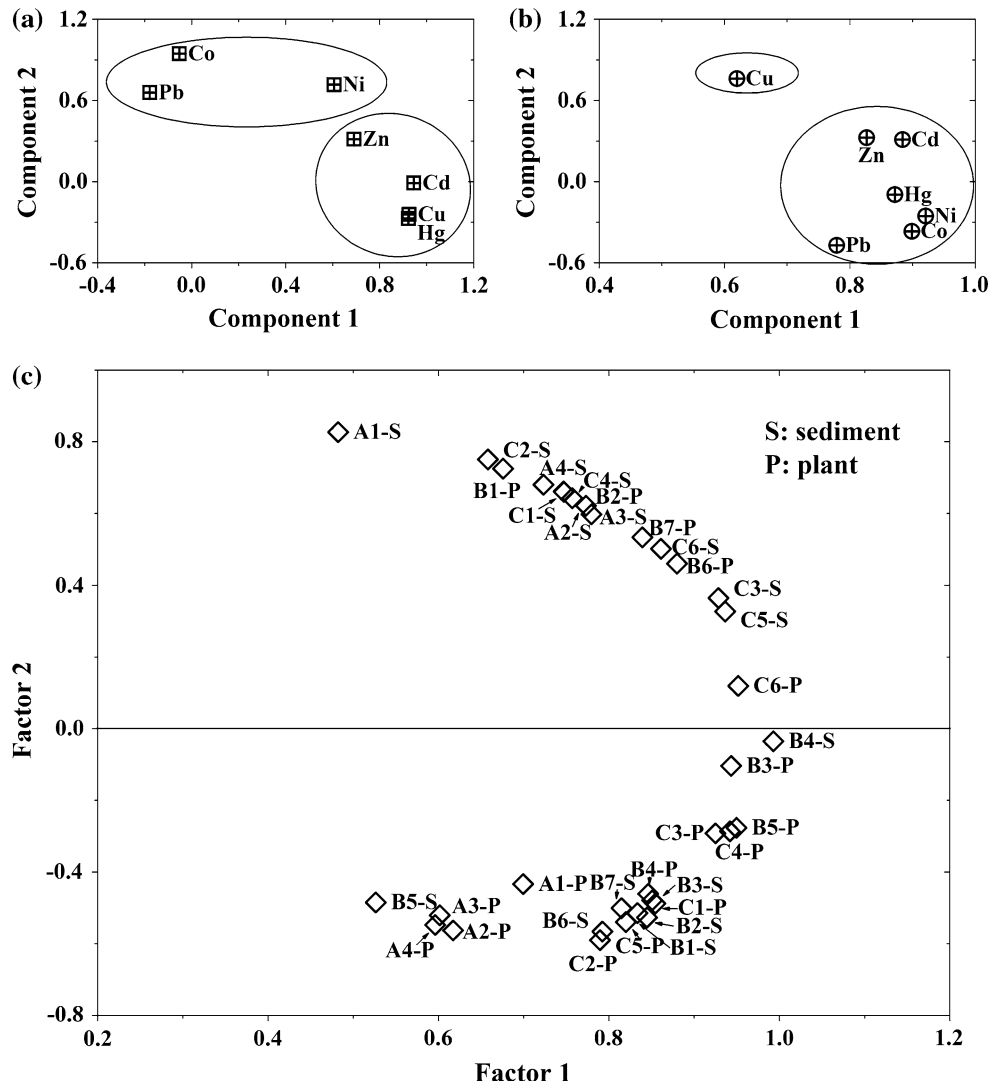 (a)
1.2
0.6
0.0
-0.6
Component 2
Co
Pb
Ni
Zn
Cd
Cu
Hg
-0.4
0.0
0.4
0.8
1.2
Component 1
(b)
1.2
0.6
0.0
-0.6
Component 2
Cu
Zn
Cd
Hg
Ni
Co
Pb
0.4
0.6
0.8
1.0
Component 1
(c)
0.8
0.4
0.0
-0.4
-0.8
Factor 2
S: sediment
P: plant
A1-S
C2-S
B1-P
A4-S
C4-S
C1-S
B2-P
A2-S
A3-S
B7-P
C6-S
B6-P
C3-S
C5-S
C6-P
B4-S
B3-P
B5-P
C3-P
C4-P
A1-P
B7-S
B4-P
B3-S
B5-S
A3-P
C1-P
A4-P
A2-P
B6-S
B2-S
C5-P
B1-S
C2-P
0.2
0.4
0.6
0.8
1.0
1.2
Factor 1